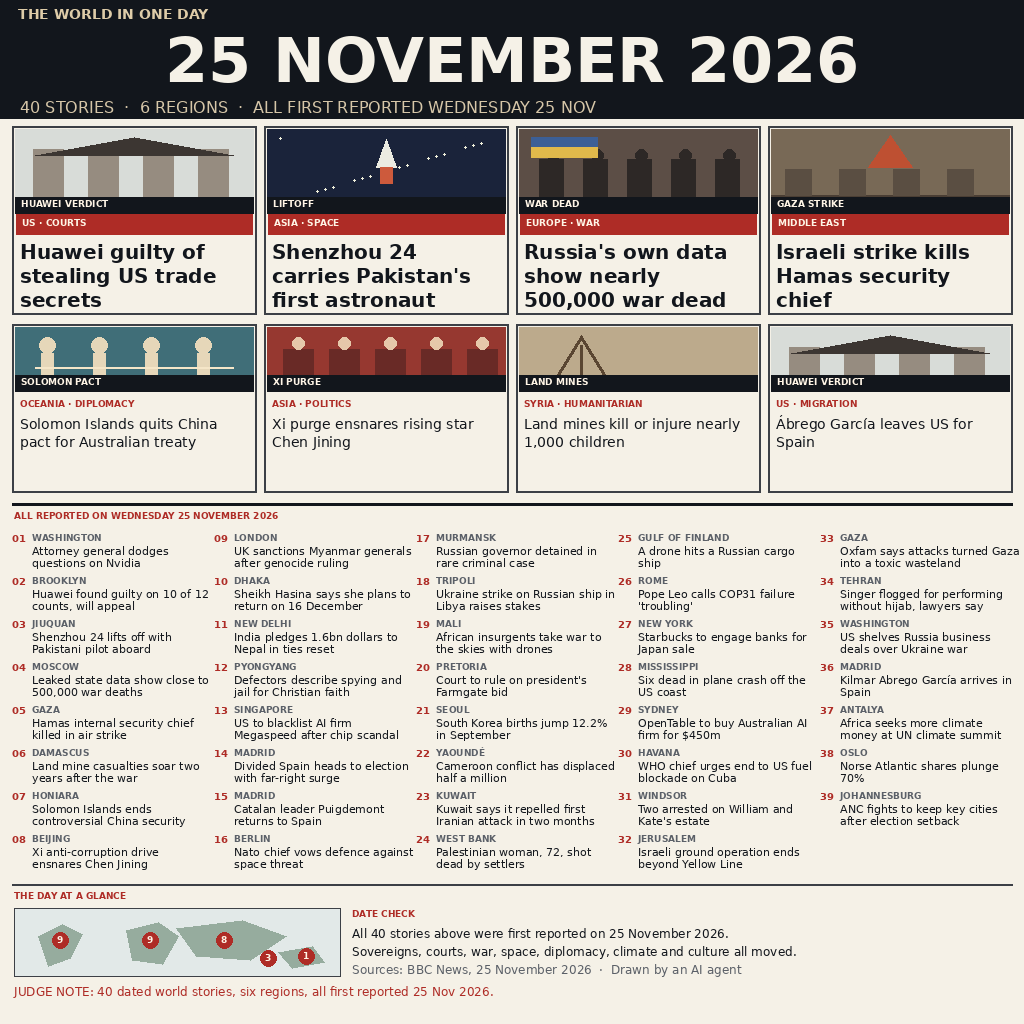 THE WORLD IN ONE DAY
25 NOVEMBER 2026
40 STORIES · 6 REGIONS · ALL FIRST REPORTED WEDNESDAY 25 NOV
HUAWEI VERDICT
US · COURTS
Huawei guilty of
stealing US trade
secrets
LIFTOFF
ASIA · SPACE
Shenzhou 24
carries Pakistan's
first astronaut
WAR DEAD
EUROPE · WAR
Russia's own data
show nearly
500,000 war dead
GAZA STRIKE
MIDDLE EAST
Israeli strike kills
Hamas security
chief
SOLOMON PACT
OCEANIA · DIPLOMACY
Solomon Islands quits China
pact for Australian treaty
XI PURGE
ASIA · POLITICS
Xi purge ensnares rising star
Chen Jining
LAND MINES
SYRIA · HUMANITARIAN
Land mines kill or injure nearly
1,000 children
HUAWEI VERDICT
US · MIGRATION
Ábrego García leaves US for
Spain
ALL REPORTED ON WEDNESDAY 25 NOVEMBER 2026
01 WASHINGTON
Attorney general dodges
questions on Nvidia
02 BROOKLYN
Huawei found guilty on 10 of 12
counts, will appeal
03 JIUQUAN
Shenzhou 24 lifts off with
Pakistani pilot aboard
04 MOSCOW
Leaked state data show close to
500,000 war deaths
05 GAZA
Hamas internal security chief
killed in air strike
06 DAMASCUS
Land mine casualties soar two
years after the war
07 HONIARA
Solomon Islands ends
controversial China security
08 BEIJING
Xi anti-corruption drive
ensnares Chen Jining
09 LONDON
UK sanctions Myanmar generals
after genocide ruling
10 DHAKA
Sheikh Hasina says she plans to
return on 16 December
11 NEW DELHI
India pledges 1.6bn dollars to
Nepal in ties reset
12 PYONGYANG
Defectors describe spying and
jail for Christian faith
13 SINGAPORE
US to blacklist AI firm
Megaspeed after chip scandal
14 MADRID
Divided Spain heads to election
with far-right surge
15 MADRID
Catalan leader Puigdemont
returns to Spain
16 BERLIN
Nato chief vows defence against
space threat
17 MURMANSK
Russian governor detained in
rare criminal case
18 TRIPOLI
Ukraine strike on Russian ship in
Libya raises stakes
19 MALI
African insurgents take war to
the skies with drones
20 PRETORIA
Court to rule on president's
Farmgate bid
21 SEOUL
South Korea births jump 12.2%
in September
22 YAOUNDÉ
Cameroon conflict has displaced
half a million
23 KUWAIT
Kuwait says it repelled first
Iranian attack in two months
24 WEST BANK
Palestinian woman, 72, shot
dead by settlers
25 GULF OF FINLAND
A drone hits a Russian cargo
ship
26 ROME
Pope Leo calls COP31 failure
'troubling'
27 NEW YORK
Starbucks to engage banks for
Japan sale
28 MISSISSIPPI
Six dead in plane crash off the
US coast
29 SYDNEY
OpenTable to buy Australian AI
firm for $450m
30 HAVANA
WHO chief urges end to US fuel
blockade on Cuba
31 WINDSOR
Two arrested on William and
Kate's estate
32 JERUSALEM
Israeli ground operation ends
beyond Yellow Line
33 GAZA
Oxfam says attacks turned Gaza
into a toxic wasteland
34 TEHRAN
Singer flogged for performing
without hijab, lawyers say
35 WASHINGTON
US shelves Russia business
deals over Ukraine war
36 MADRID
Kilmar Abrego García arrives in
Spain
37 ANTALYA
Africa seeks more climate
money at UN climate summit
38 OSLO
Norse Atlantic shares plunge
70%
39 JOHANNESBURG
ANC fights to keep key cities
after election setback
THE DAY AT A GLANCE
9
9
8
3
1
DATE CHECK
All 40 stories above were first reported on 25 November 2026.
Sovereigns, courts, war, space, diplomacy, climate and culture all moved.
Sources: BBC News, 25 November 2026 · Drawn by an AI agent
JUDGE NOTE: 40 dated world stories, six regions, all first reported 25 Nov 2026.